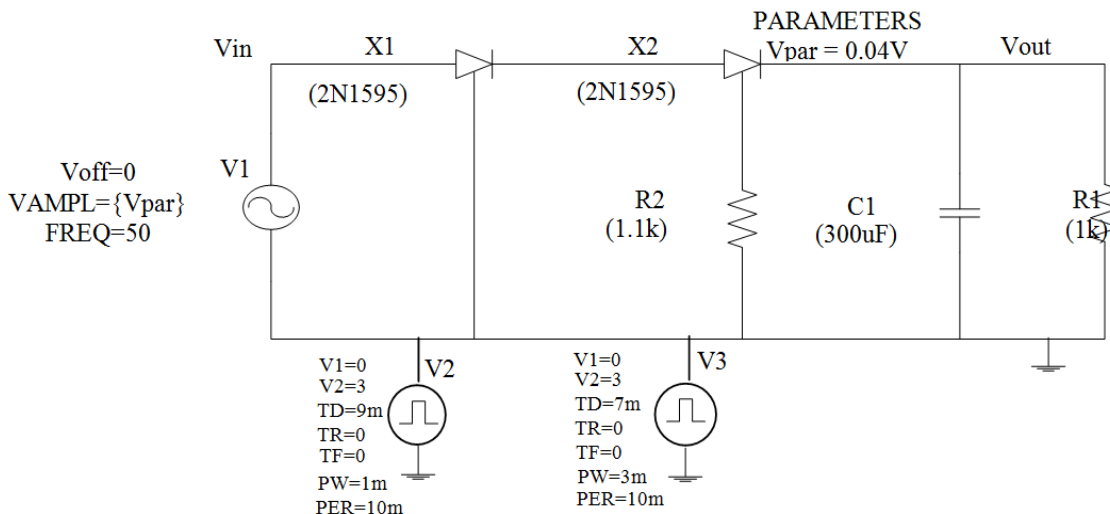 PARAMETERS
Vpar = 0.04V
Vin
X1
(2N1595)
X2
(2N1595)
Vout
Voff=0
VAMPL={Vpar}
FREQ=50
V1
R2
(1.1k)
C1
(300uF)
R1
(1k)
V1=0
V2=3
TD=9m
TR=0
TF=0
PW=1m
PER=10m
V2
V1=0
V2=3
TD=7m
TR=0
TF=0
PW=3m
PER=10m
V3